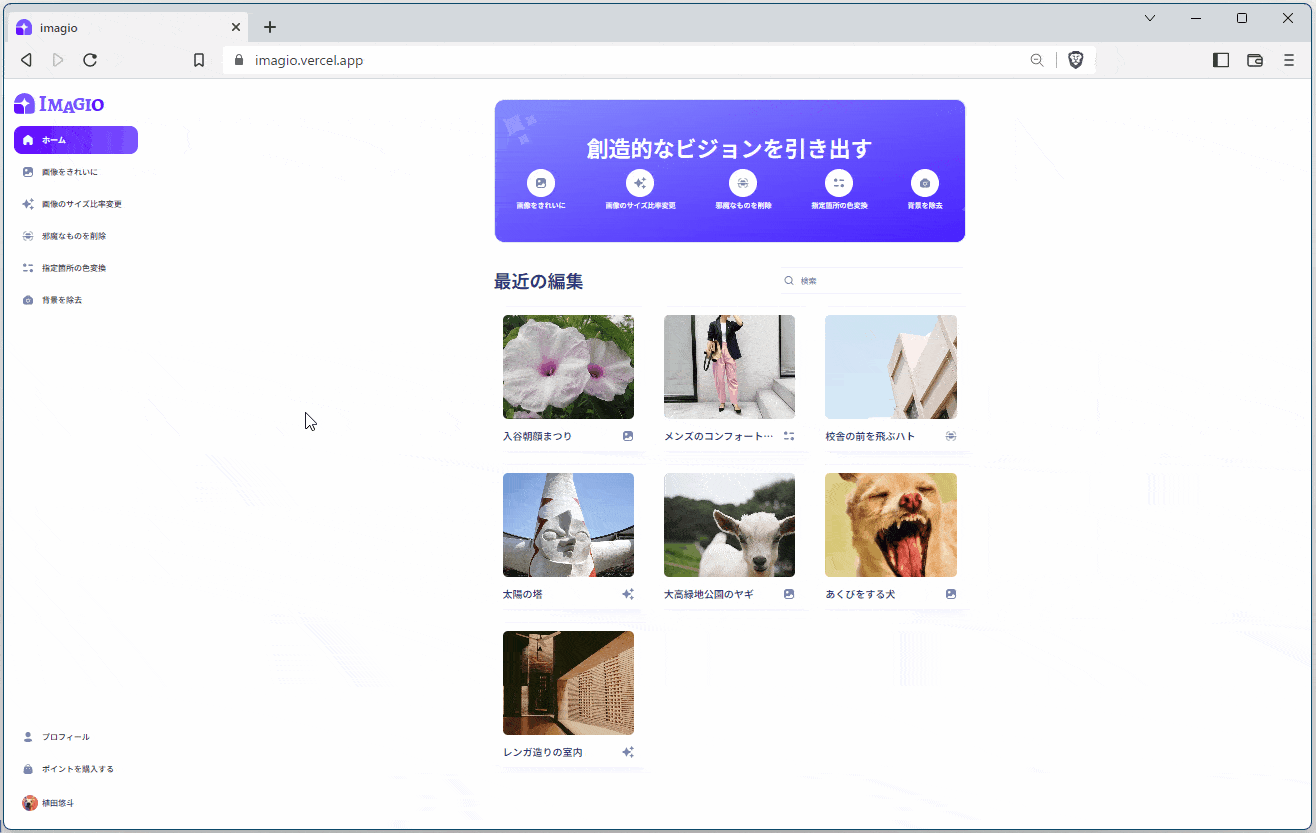 imagio
imagio.vercel.app
IMAGIO
ホーム
画像をきれいに
画像のサイズ比率変更
邪魔なものを削除
指定箇所の色変換
背景を除去
創造的なビジョンを引き出す
画像をきれいに
画像のサイズ比率変更
邪魔なものを削除
指定箇所の色変換
背景を除去
最近の編集
検索
入谷朝顔まつり
メンズのコンフォート…
校舎の前を飛ぶハト
太陽の塔
大高緑地公園のヤギ
あくびをする犬
レンガ造りの室内
プロフィール
ポイントを購入する
植田悠斗